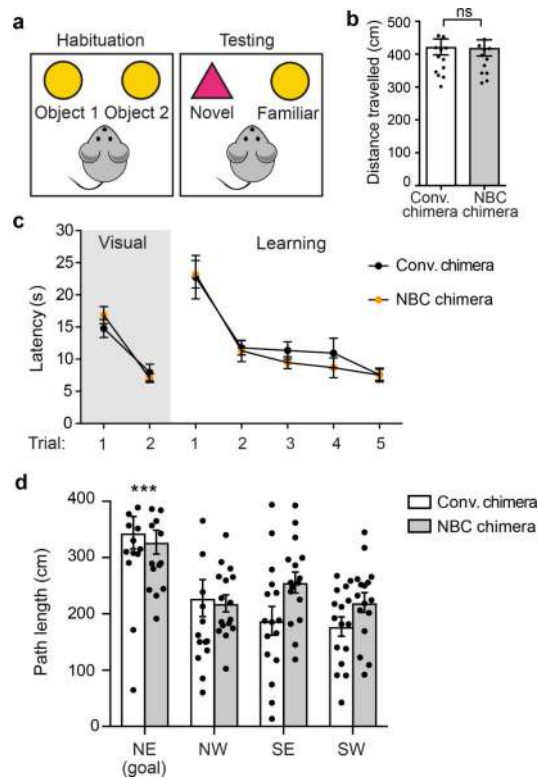 a
Habituation
Testing
Object 1
Object 2
Novel
Familiar
b
ns
Distance travelled (cm)
500
400
300
200
100
0
Conv. chimera
NBC chimera
c
Visual
Learning
Latency (s)
30
25
20
15
10
5
0
Conv. chimera
NBC chimera
Trial: 1 2 1 2 3 4 5
d
***
Path length (cm)
400
300
200
100
0
Conv. chimera
NBC chimera
NE NW SE SW
(goal)